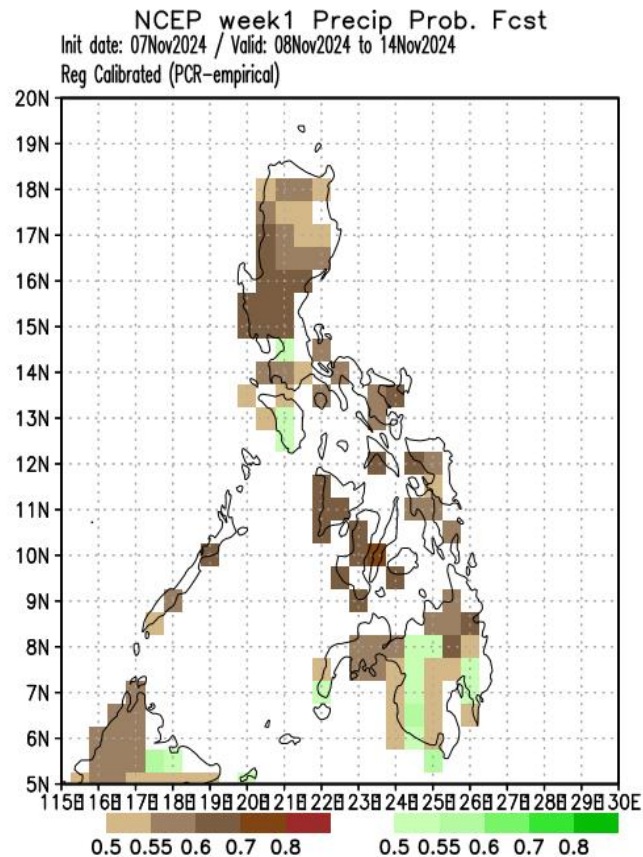 NCEP week1 Precip Prob. Fcst
Init date: 07Nov2024 / Valid: 08Nov2024 to 14Nov2024
Reg Calibrated (PCR-empirical)
20N
19N
18N
17N
16N
15N
14N
13N
12N
11N
10N
9N
8N
7N
6N
5N
115E 116E 117E 118E 119E 120E 121E 122E 123E 124E 125E 126E 127E 128E 129E 130E
0.5 0.55 0.6 0.7 0.8 0.5 0.55 0.6 0.7 0.8